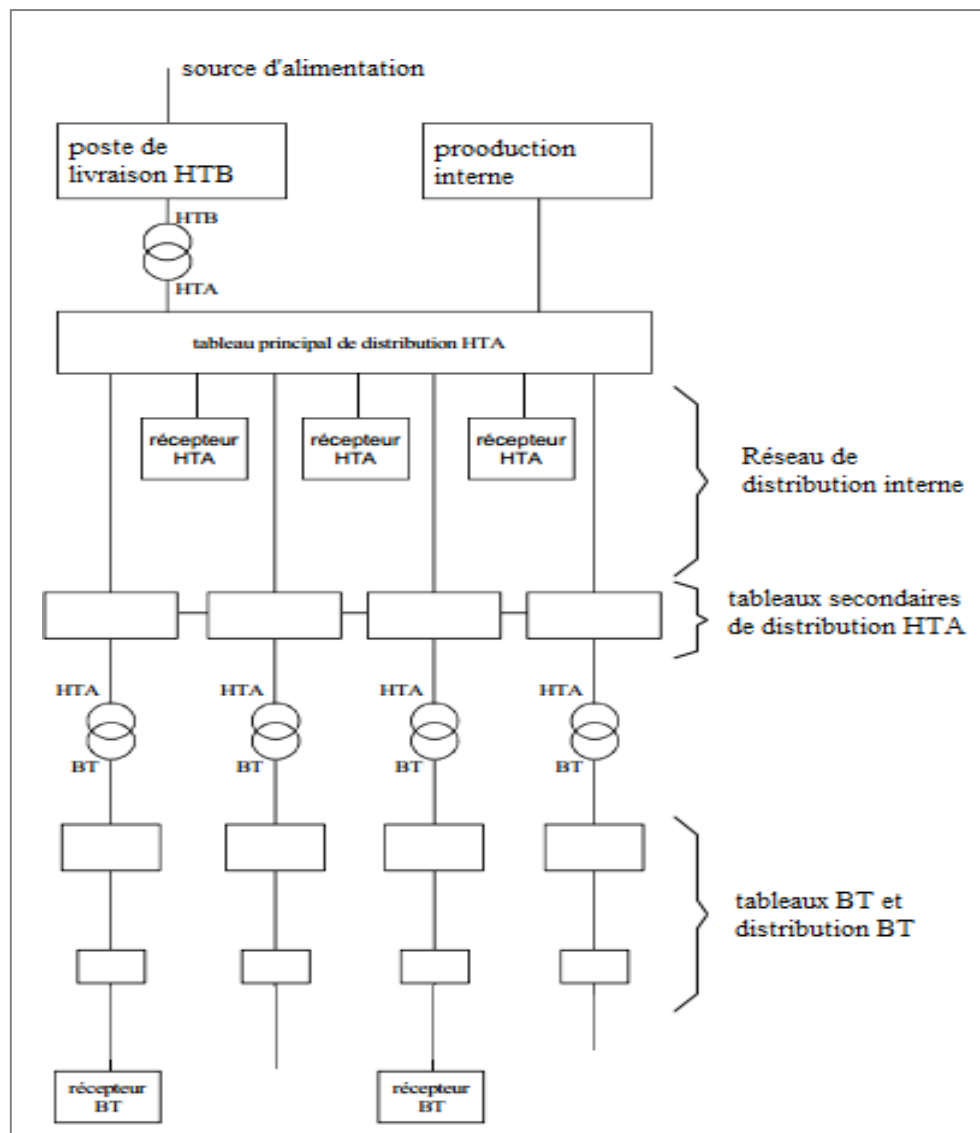 source d'alimentation
poste de
livraison HTB
prooduction
interne
HTB
HTA
tableau principal de distribution HTA
récepteur
HTA
récepteur
HTA
récepteur
HTA
Réseau de
distribution interne
tableaux secondaires
de distribution HTA
HTA
HTA
HTA
HTA
BT
BT
BT
BT
tableaux BT et
distribution BT
récepteur
BT
récepteur
BT